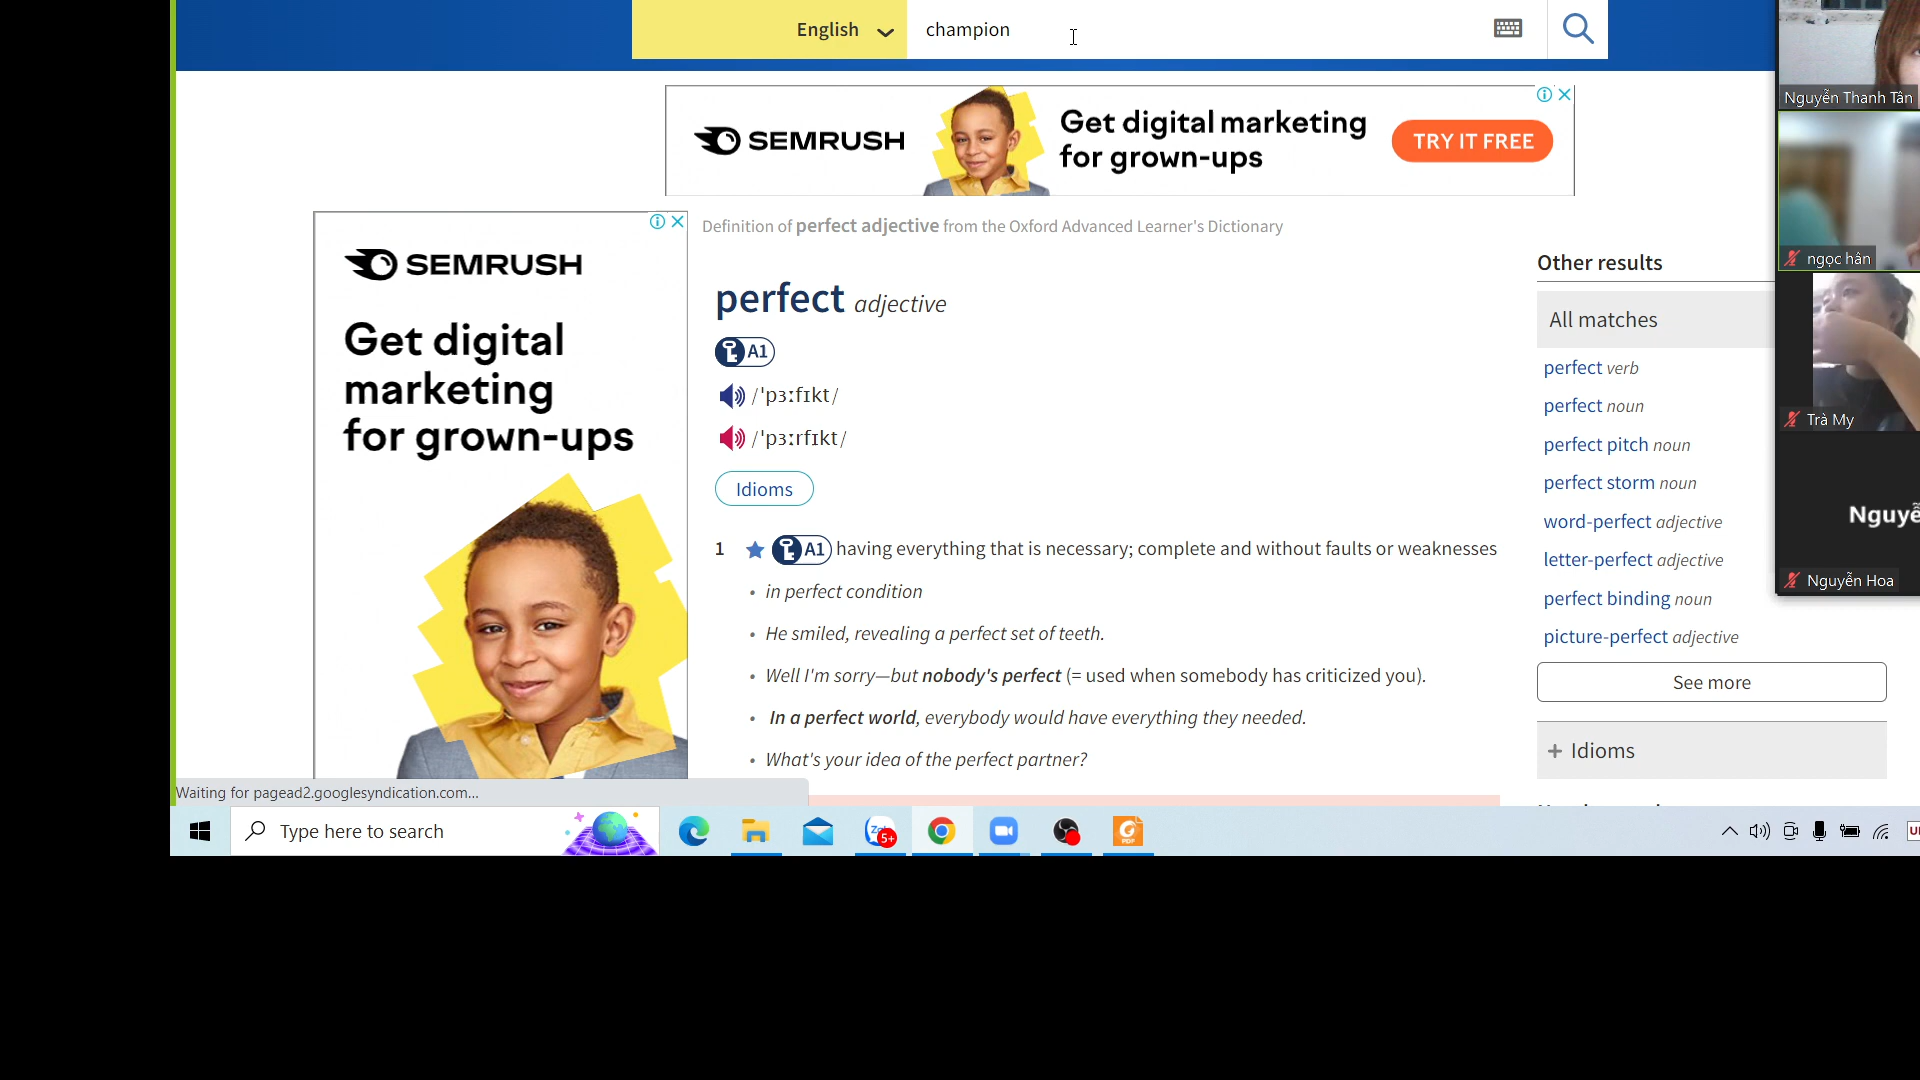 English
champion
SEMRUSH
Get digital marketing
for grown-ups
TRY IT FREE
Nguyễn Thanh Tân
ngọc hân
Trà My
Nguyễn Hoa
SEMRUSH
Get digital
marketing
for grown-ups
Definition of perfect adjective from the Oxford Advanced Learner's Dictionary
perfect adjective
A1
/ˈpɜːfɪkt/
/ˈpɜːrfɪkt/
Idioms
1 A1 having everything that is necessary; complete and without faults or weaknesses
• in perfect condition
• He smiled, revealing a perfect set of teeth.
• Well I'm sorry—but nobody's perfect (= used when somebody has criticized you).
• In a perfect world, everybody would have everything they needed.
• What's your idea of the perfect partner?
Other results
All matches
perfect verb
perfect noun
perfect pitch noun
perfect storm noun
word-perfect adjective
letter-perfect adjective
perfect binding noun
picture-perfect adjective
See more
+ Idioms
Waiting for pagead2.googlesyndication.com...
Type here to search
5+
PDF